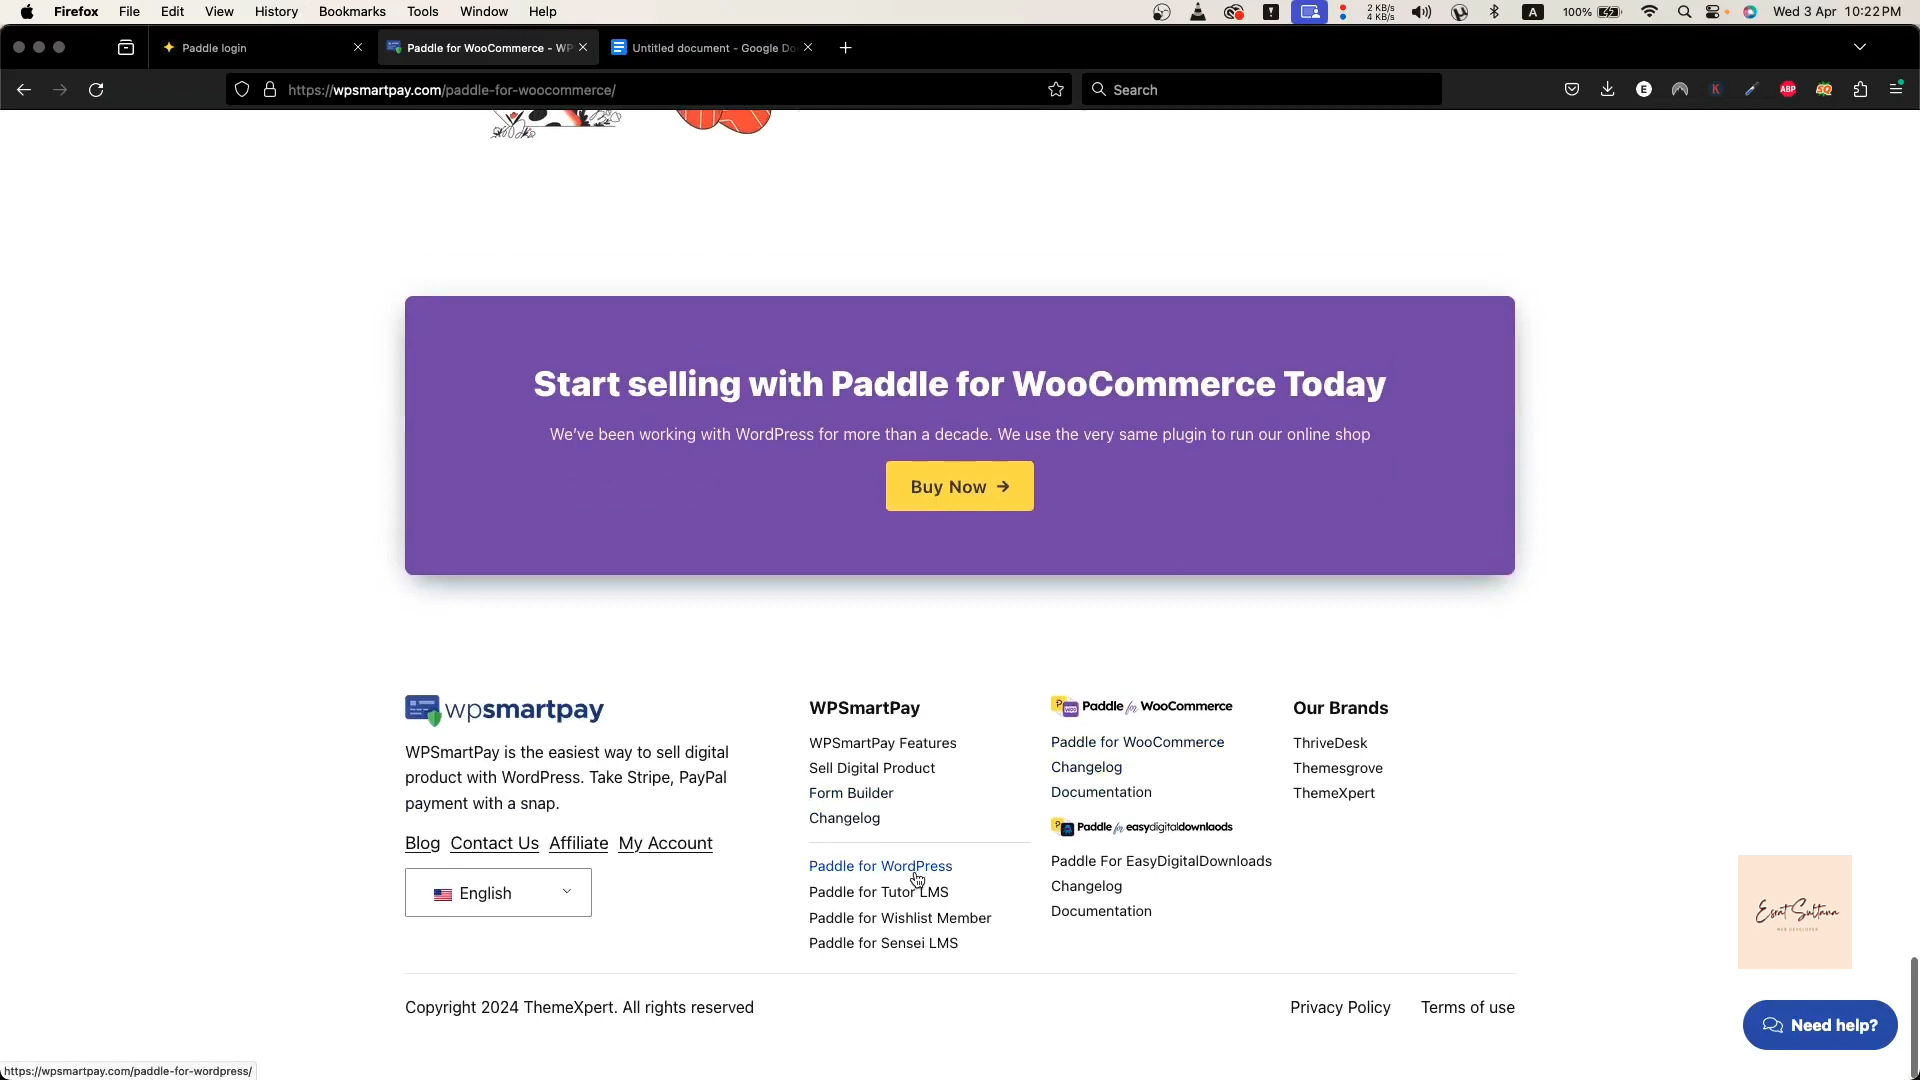 Firefox File Edit View History Bookmarks Tools Window Help
2 KB/s
4 KB/s
A 100% Wed 3 Apr 10:22 PM
Paddle login
Paddle for WooCommerce - WP
Untitled document - Google Do
https://wpsmartpay.com/paddle-for-woocommerce/
Search
E K ABP SQ
Start selling with Paddle for WooCommerce Today
We've been working with WordPress for more than a decade. We use the very same plugin to run our online shop
Buy Now →
wpsmartpay
WPSmartPay is the easiest way to sell digital
product with WordPress. Take Stripe, PayPal
payment with a snap.
Blog Contact Us Affiliate My Account
English
WPSmartPay
WPSmartPay Features
Sell Digital Product
Form Builder
Changelog
Paddle for WordPress
Paddle for Tutor LMS
Paddle for Wishlist Member
Paddle for Sensei LMS
Paddle for WooCommerce
Paddle for WooCommerce
Changelog
Documentation
Paddle for easydigitaldownlaods
Paddle For EasyDigitalDownloads
Changelog
Documentation
Our Brands
ThriveDesk
Themesgrove
ThemeXpert
Esrat Sultana
WEB DEVELOPER
Copyright 2024 ThemeXpert. All rights reserved
Privacy Policy Terms of use
Need help?
https://wpsmartpay.com/paddle-for-wordpress/